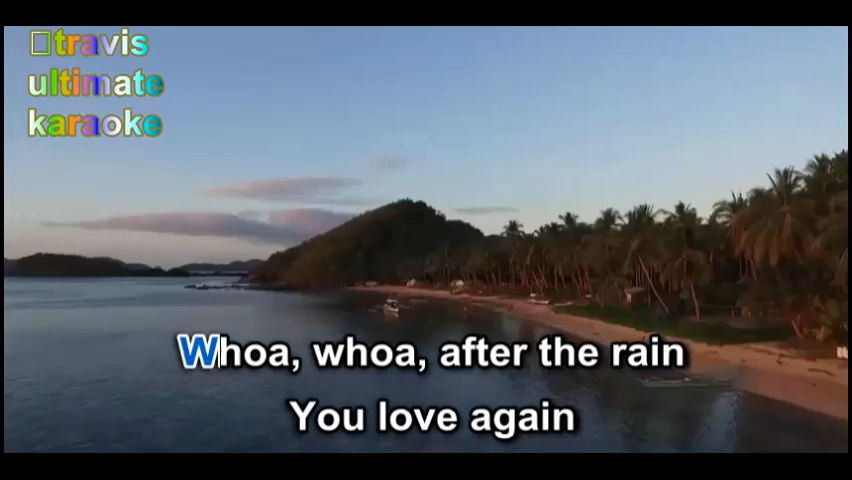 travis
ultimate
karaoke
Whoa, whoa, after the rain
You love again